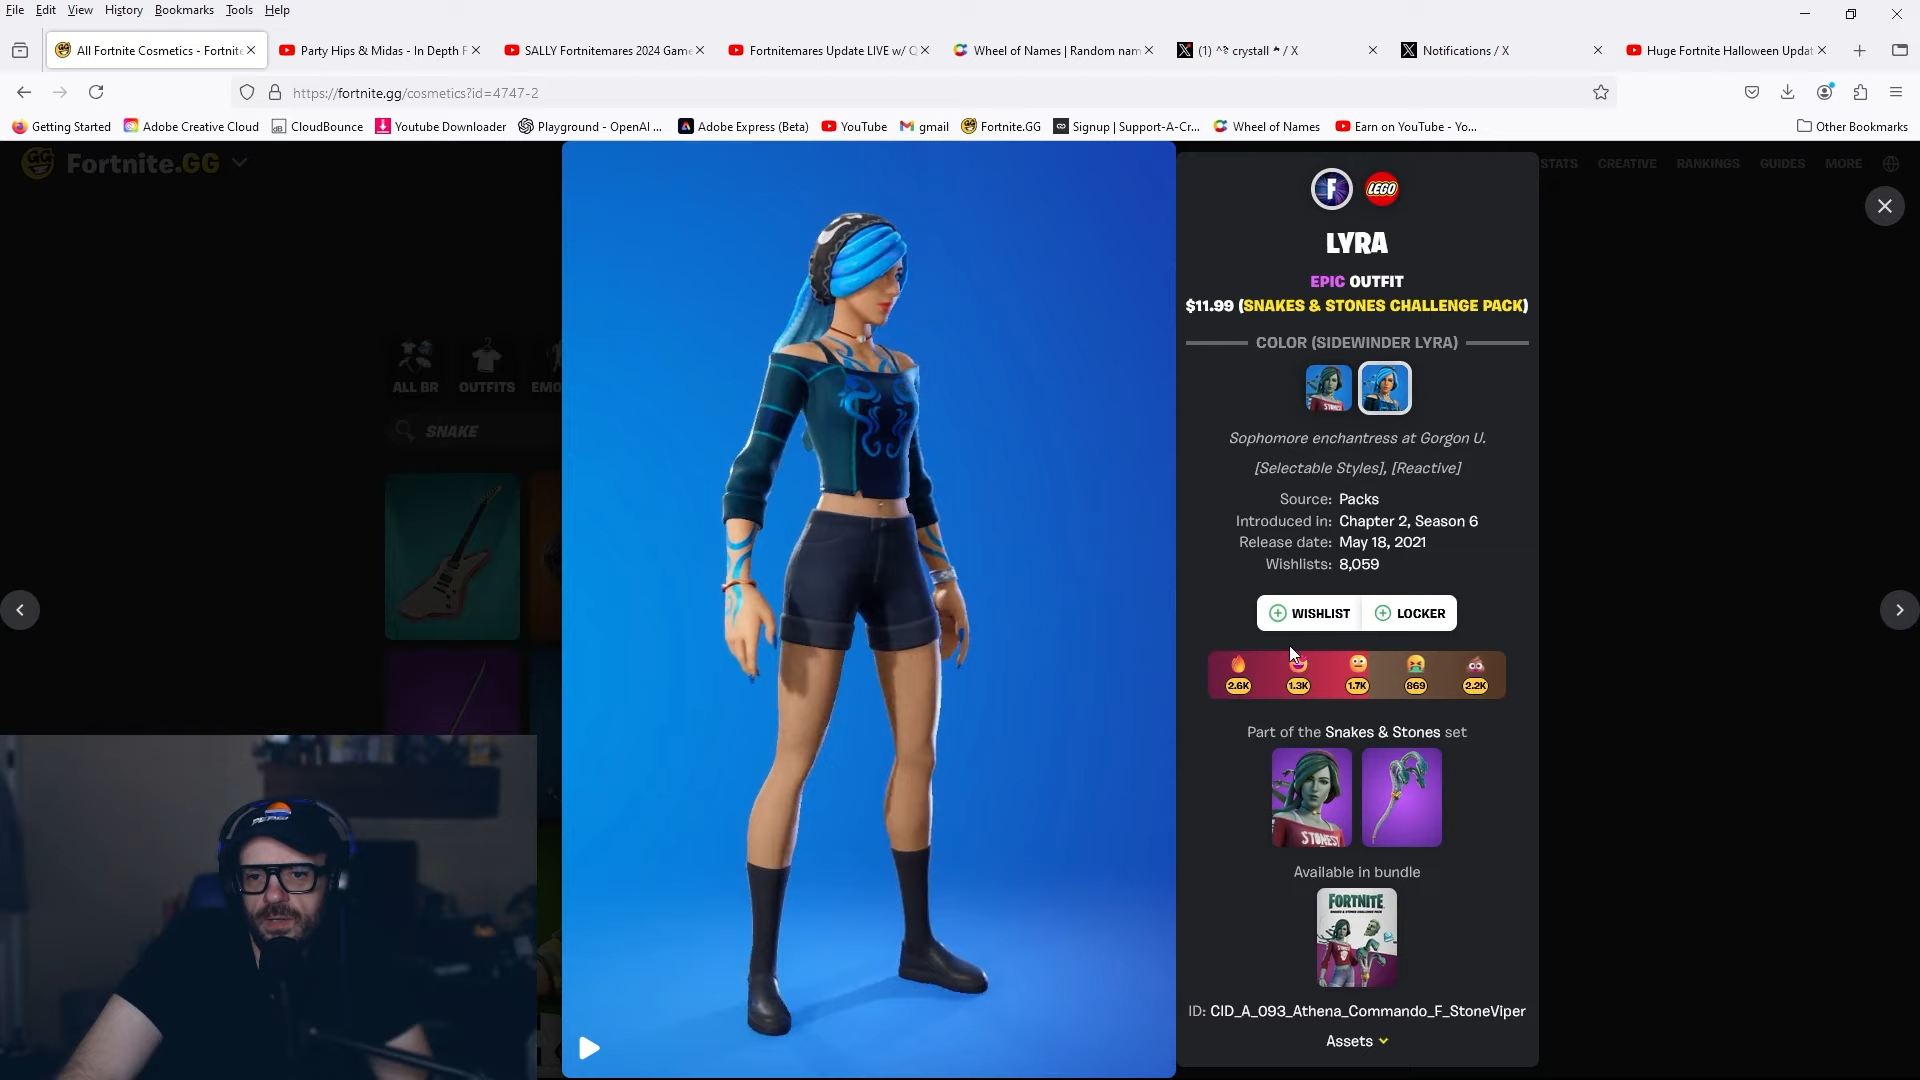 File Edit View History Bookmarks Tools Help
All Fortnite Cosmetics - Fortnite
Party Hips & Midas - In Depth F
SALLY Fortnitemares 2024 Game
Fortnitemares Update LIVE w/ C
Wheel of Names | Random nam
crystall / X
Notifications / X
Huge Fortnite Halloween Updat
https://fortnite.gg/cosmetics?id=4747-2
Getting Started
Adobe Creative Cloud
CloudBounce
Youtube Downloader
Playground - OpenAI ...
Adobe Express (Beta)
YouTube
gmail
Fortnite.GG
Signup | Support-A-Cr...
Wheel of Names
Earn on YouTube - Yo...
Other Bookmarks
Fortnite.GG
STATS CREATIVE RANKINGS GUIDES MORE
ALL BR OUTFITS EMO
SNAKE
F LEGO
LYRA
EPIC OUTFIT
$11.99 (SNAKES & STONES CHALLENGE PACK)
COLOR (SIDEWINDER LYRA)
Sophomore enchantress at Gorgon U.
[Selectable Styles], [Reactive]
Source: Packs
Introduced in: Chapter 2, Season 6
Release date: May 18, 2021
Wishlists: 8,059
WISHLIST LOCKER
2.6K 1.3K 1.7K 869 2.2K
Part of the Snakes & Stones set
Available in bundle
FORTNITE
SNAKES & STONES CHALLENGE PACK
ID: CID_A_093_Athena_Commando_F_StoneViper
Assets
PEPSI